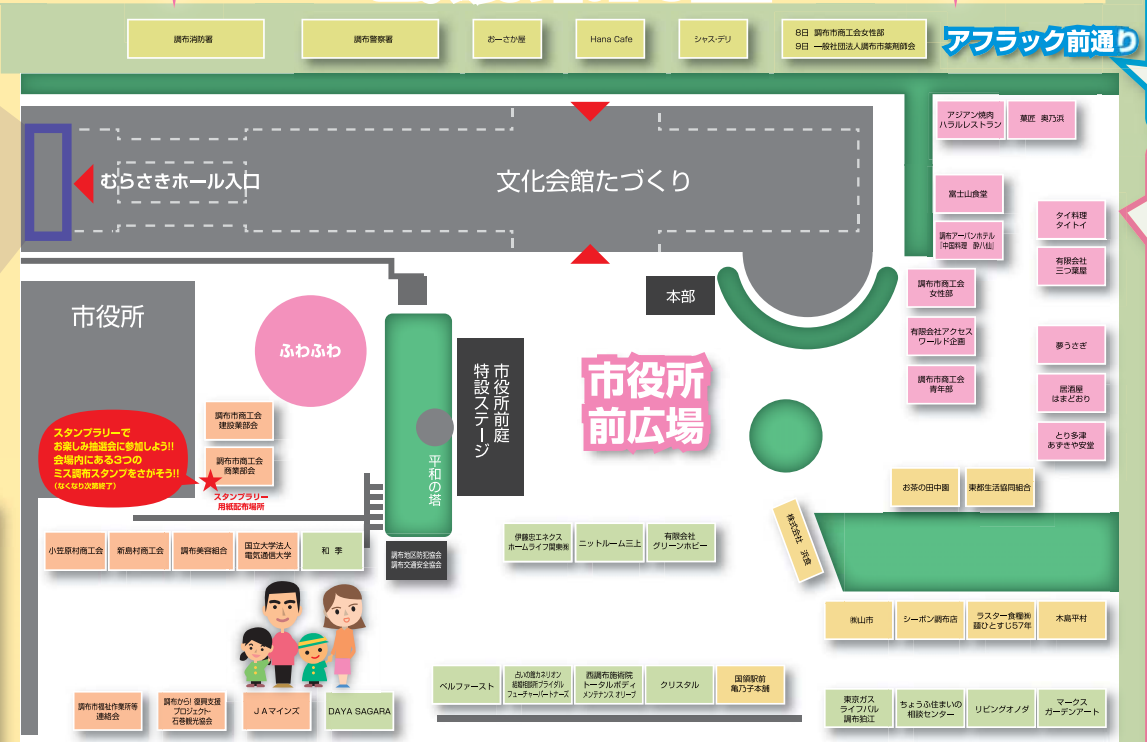 調布消防署
調布警察署
おーさか屋
Hana Cafe
シャス・デリ
8日 調布市商工会女性部
9日 一般社団法人調布市薬剤師会
アフラック前通り
アジアン焼肉
ハラルレストラン
菓匠 奥乃浜
むらさきホール入口
文化会館たづくり
富士山食堂
タイ料理
タイトイ
調布アーバンホテル
「中国料理 酔八仙」
有限会社
三つ葉屋
調布市商工会
女性部
本部
市役所
ふわふわ
有限会社アクセス
ワールド企画
夢うさぎ
市役所前庭
特設ステージ
市役所
前広場
調布市商工会
青年部
居酒屋
はまどおり
調布市商工会
建設業部会
とり多津
あずきや安堂
スタンプラリーで
お楽しみ抽選会に参加しよう!!
会場内にある3つの
ミス調布スタンプをさがそう!!
(なくなり次第終了)
調布市商工会
商業部会
スタンプラリー
用紙配布場所
平和の塔
お茶の田中園
東都生活協同組合
小笠原村商工会
新島村商工会
調布美容組合
国立大学法人
電気通信大学
和 季
調布地区防犯協会
調布交通安全協会
伊藤忠エネクス
ホームライフ関東㈱
ニットルーム三上
有限会社
グリーンホビー
株式会社 浜食
㈲山市
シーボン調布店
ラスター食糧㈱
麺ひとすじ57年
木島平村
ベルファースト
占いの館カネリオン
結婚相談所ブライダル
フューチャーパートナーズ
西調布施術院
トータルボディ
メンテナンス オリーブ
クリスタル
国領駅前
亀乃子本舗
調布市福祉作業所等
連絡会
調布から!復興支援
プロジェクト
石巻観光協会
JAマインズ
DAYA SAGARA
東京ガス
ライフバル
調布狛江
ちょうふ住まいの
相談センター
リビングオノダ
マークス
ガーデンアート